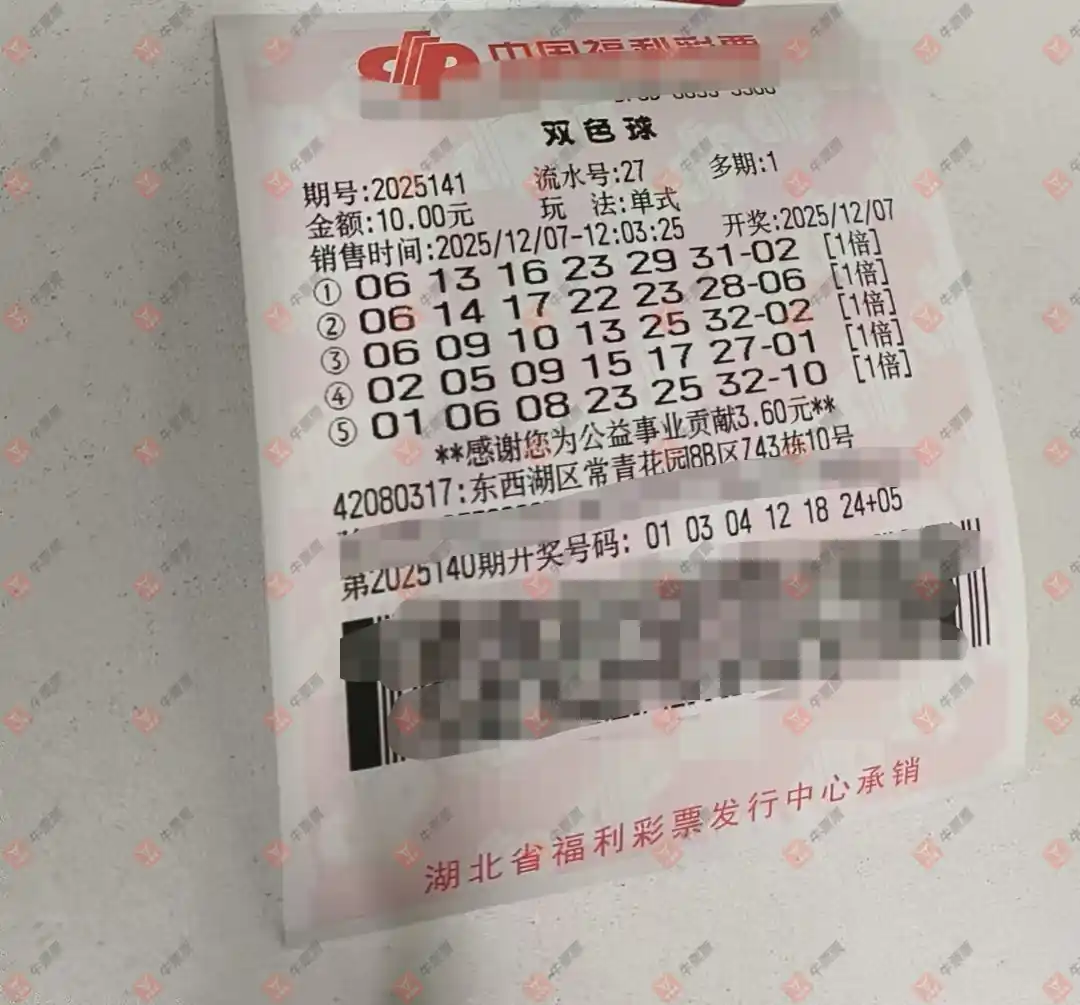 中国福利彩票
双色球
期号:2025141 流水号:27 多期:1
金额:10.00元 玩 法:单式
销售时间:2025/12/07-12:03:25 开奖:2025/12/07
① 06 13 16 23 29 31-02 [1倍]
② 06 14 17 22 23 28-06 [1倍]
③ 06 09 10 13 25 32-02 [1倍]
④ 02 05 09 15 17 27-01 [1倍]
⑤ 01 06 08 23 25 32-10 [1倍]
**感谢您为公益事业贡献3.60元**
42080317:东西湖区常青花园8B区743栋10号
第2025140期开奖号码: 01 03 04 12 18 24+05
湖北省福利彩票发行中心承销